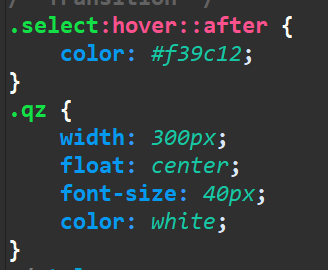 .select:hover::after {
color: #f39c12;
}
.qz {
width: 300px;
float: center;
font-size: 40px;
color: white;
}